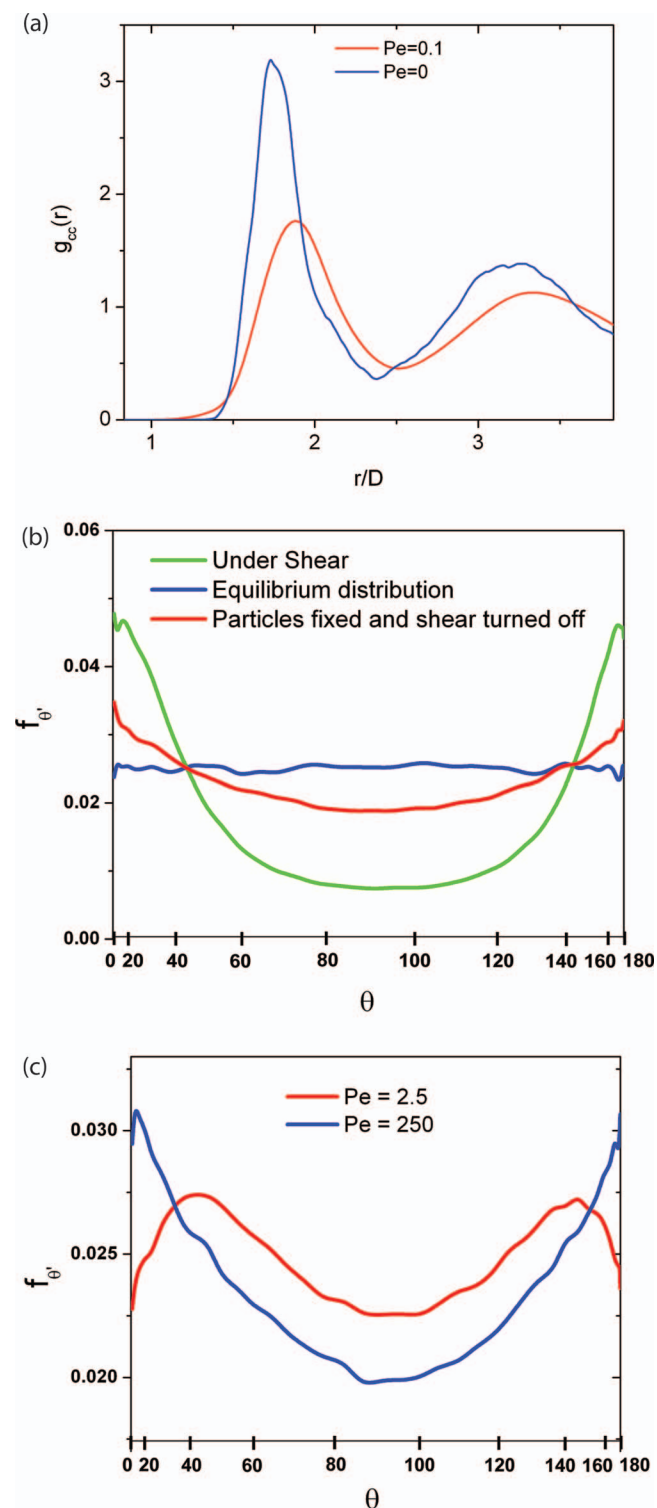 (a)
Pe=0.1
Pe=0
3
2
1
0
g_cc(r)
1 2 3
r/D
(b)
0.06
Under Shear
Equilibrium distribution
Particles fixed and shear turned off
0.04
f_θ'
0.02
0.00
0 20 40 60 80 100 120 140 160 180
θ
(c)
Pe = 2.5
Pe = 250
0.030
0.025
f_θ'
0.020
0 20 40 60 80 100 120 140 160 180
θ